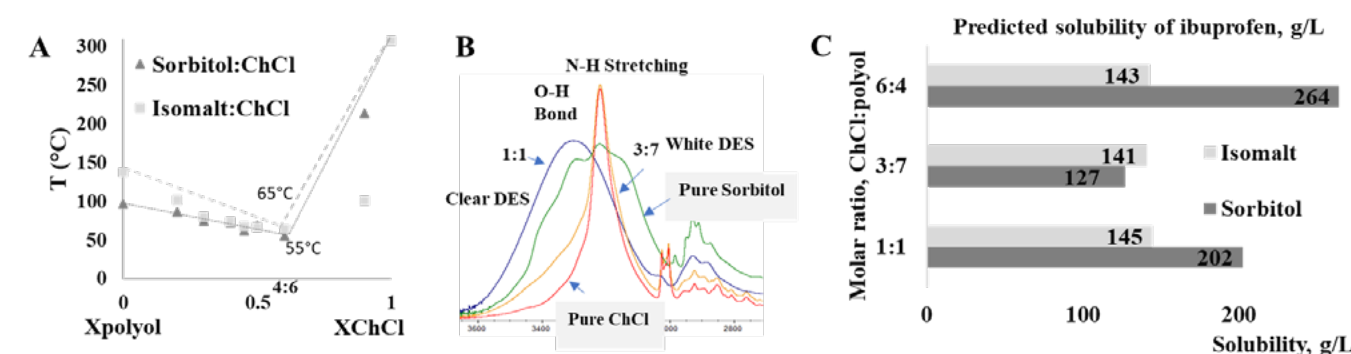 A
300
250
200
150
100
50
0
T (°C)
Sorbitol:ChCl
Isomalt:ChCl
65°C
55°C
0
0.5
4:6
1
Xpolyol
XChCl
B
N-H Stretching
O-H
Bond
1:1
3:7
White DES
Clear DES
Pure Sorbitol
Pure ChCl
3600
3400
2800
C
Predicted solubility of ibuprofen, g/L
Molar ratio, ChCl:polyol
6:4
143
264
3:7
141
127
1:1
145
202
Isomalt
Sorbitol
0
100
200
Solubility, g/L